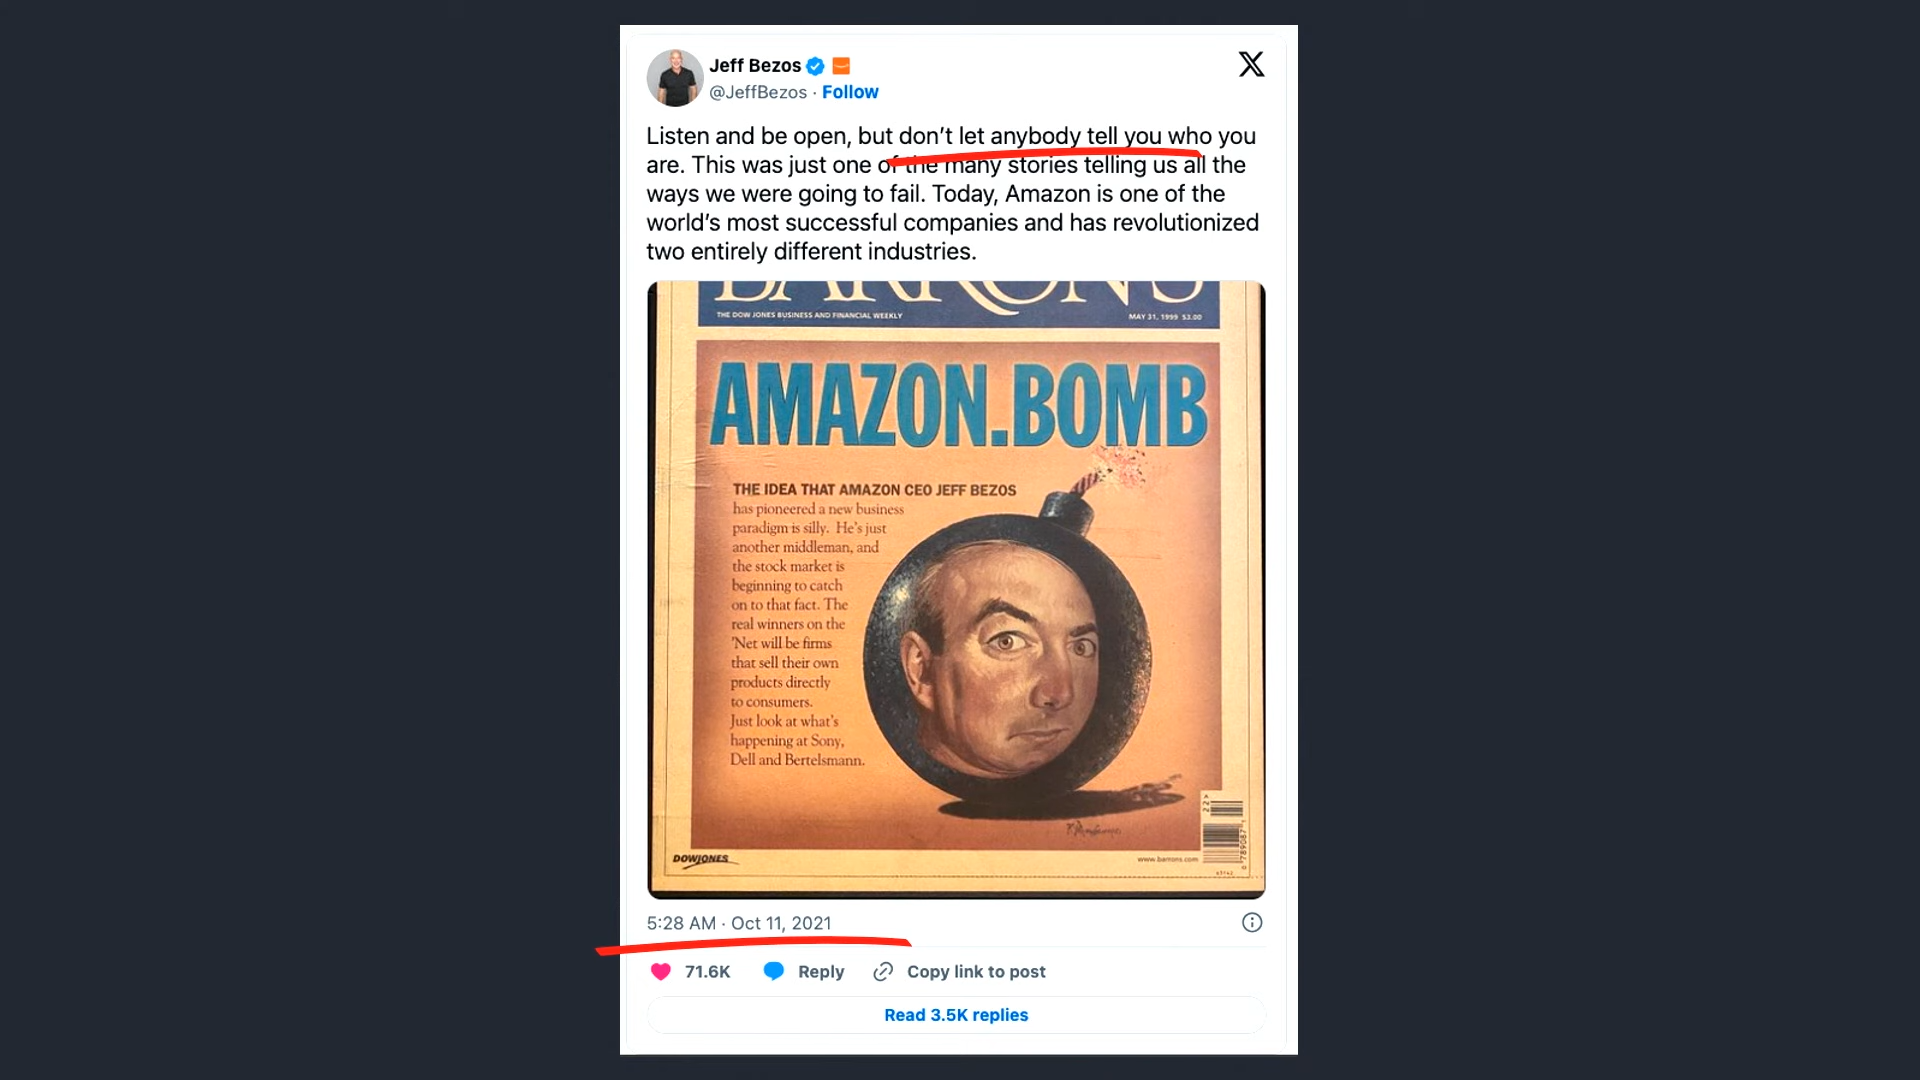 Jeff Bezos
@JeffBezos · Follow
Listen and be open, but don't let anybody tell you who you
are. This was just one of the many stories telling us all the
ways we were going to fail. Today, Amazon is one of the
world's most successful companies and has revolutionized
two entirely different industries.
BARRON'S
THE DOW JONES BUSINESS AND FINANCIAL WEEKLY
MAY 31, 1999 $3.00
AMAZON.BOMB
THE IDEA THAT AMAZON CEO JEFF BEZOS
has pioneered a new business
paradigm is silly. He's just
another middleman, and
the stock market is
beginning to catch
on to that fact. The
real winners on the
'Net will be firms
that sell their own
products directly
to consumers.
Just look at what's
happening at Sony,
Dell and Bertelsmann.
DOWJONES
www.barrons.com
5:28 AM · Oct 11, 2021
71.6K
Reply
Copy link to post
Read 3.5K replies